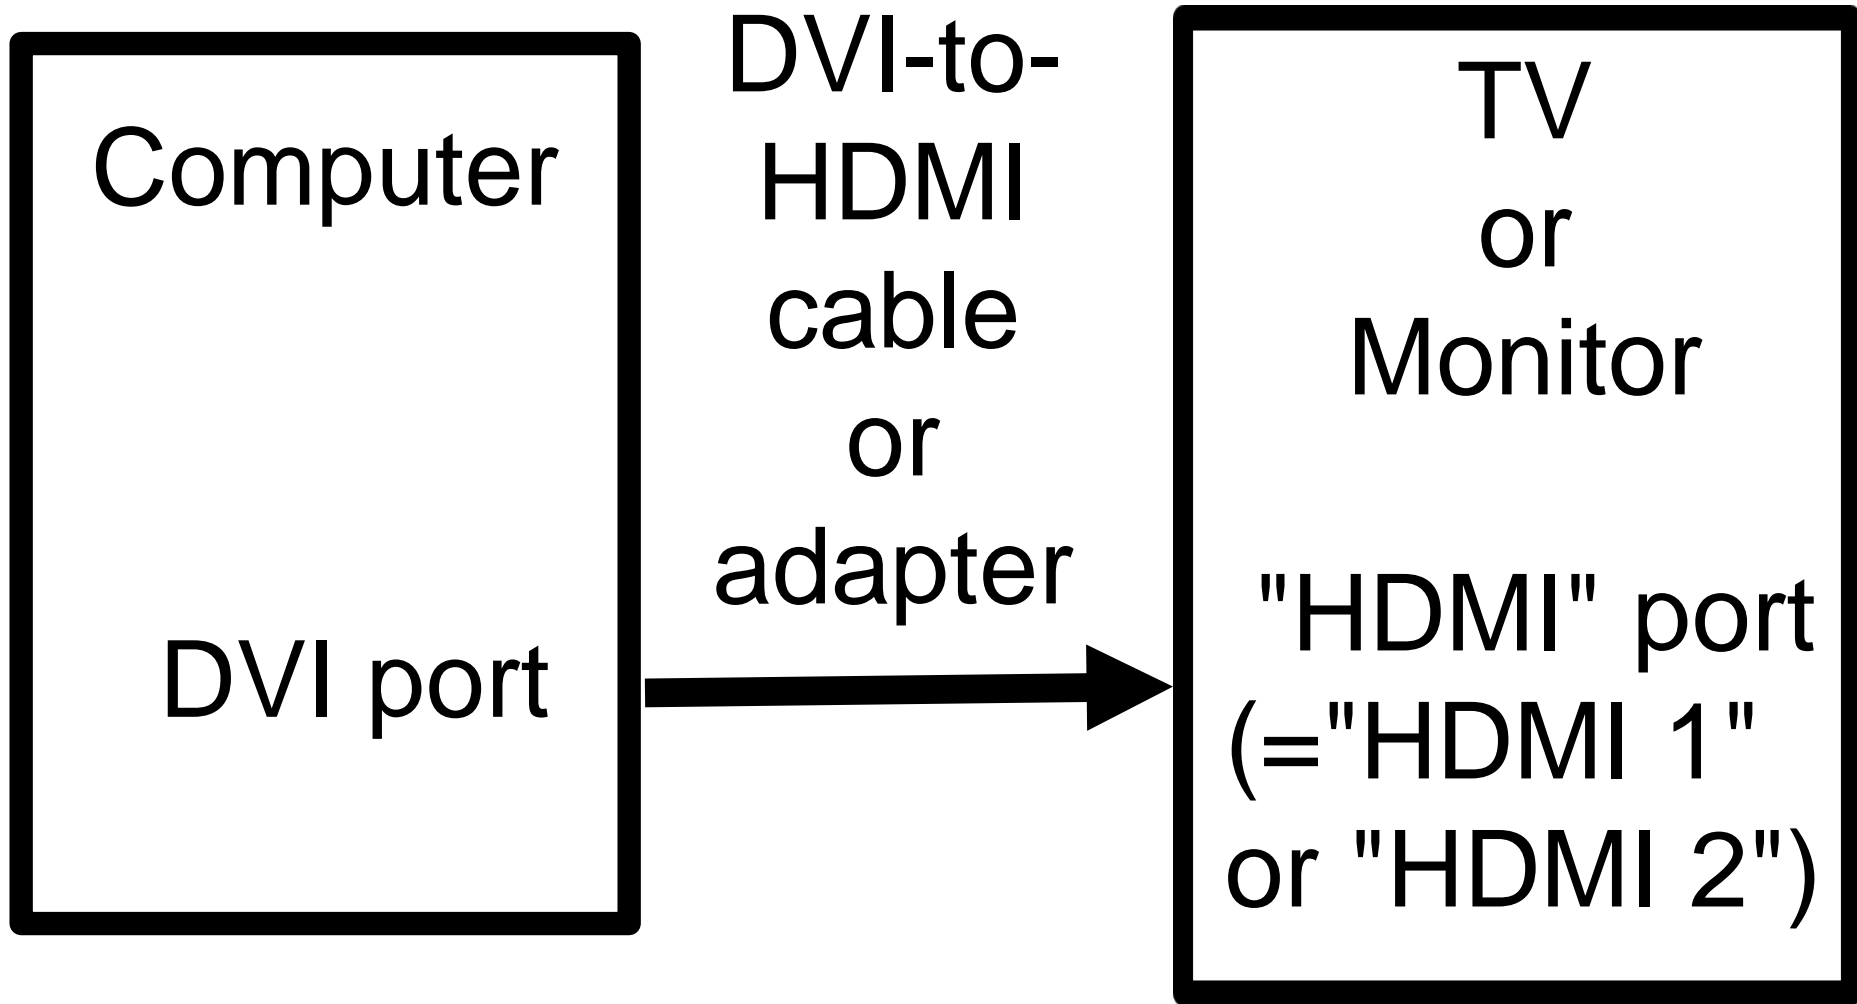 Computer
DVI port
DVI-to-
HDMI
cable
or
adapter
TV
or
Monitor
"HDMI" port
(="HDMI 1"
or "HDMI 2")